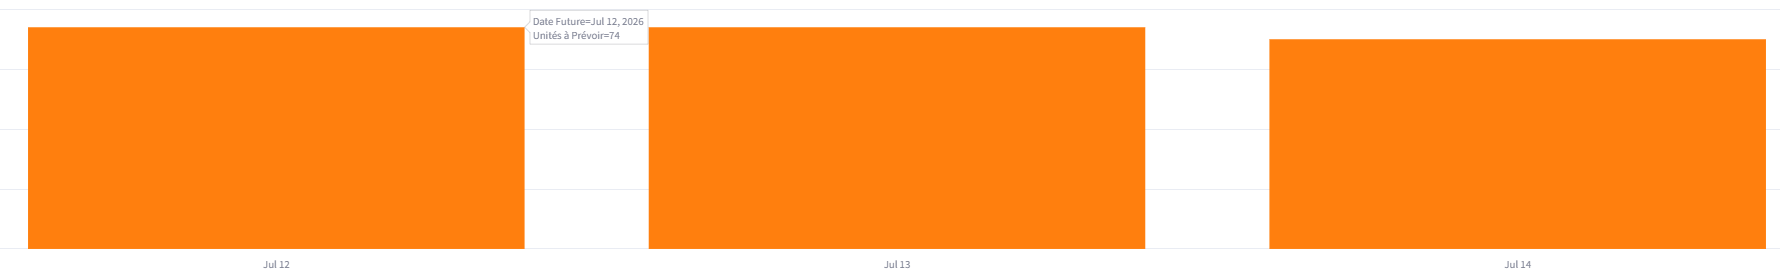 Date Future=Jul 12, 2026
Unités à Prévoir=74
Jul 12
Jul 13
Jul 14